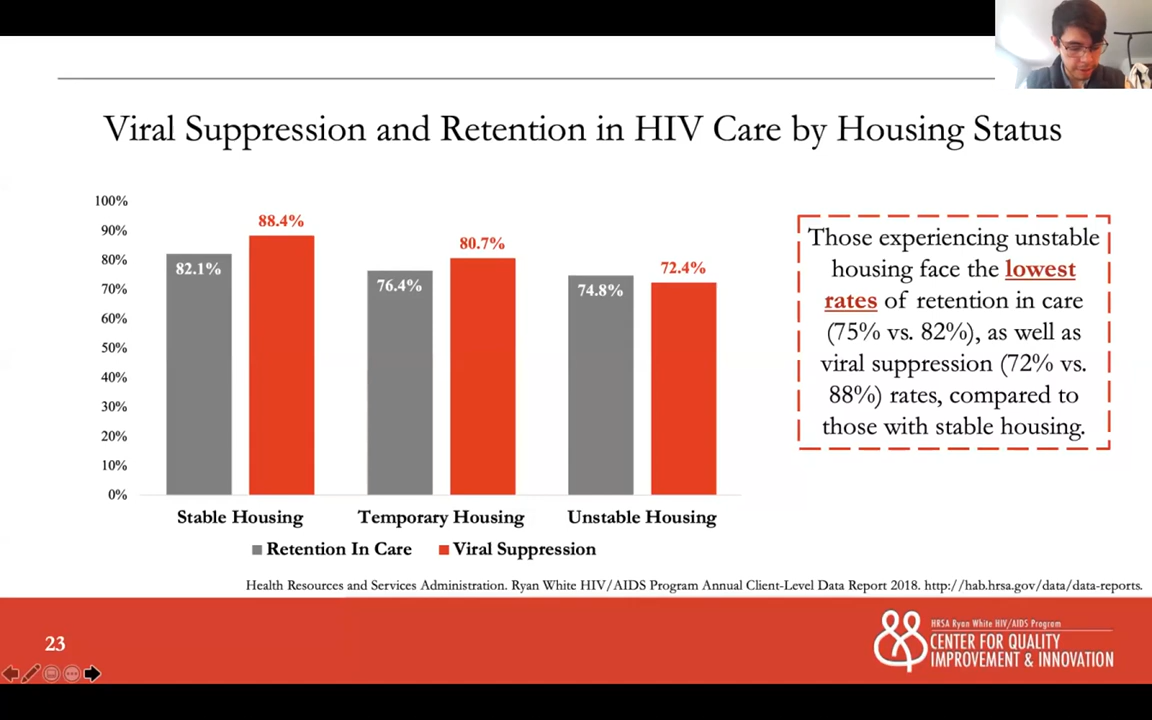 Viral Suppression and Retention in HIV Care by Housing Status
100%
90%
80%
70%
60%
50%
40%
30%
20%
10%
0%
82.1%
88.4%
76.4%
80.7%
74.8%
72.4%
Stable Housing
Temporary Housing
Unstable Housing
Retention In Care
Viral Suppression
Those experiencing unstable
housing face the lowest
rates of retention in care
(75% vs. 82%), as well as
viral suppression (72% vs.
88%) rates, compared to
those with stable housing.
Health Resources and Services Administration. Ryan White HIV/AIDS Program Annual Client-Level Data Report 2018. http://hab.hrsa.gov/data/data-reports.
23
HRSA Ryan White HIV/AIDS Program
CENTER FOR QUALITY
IMPROVEMENT & INNOVATION